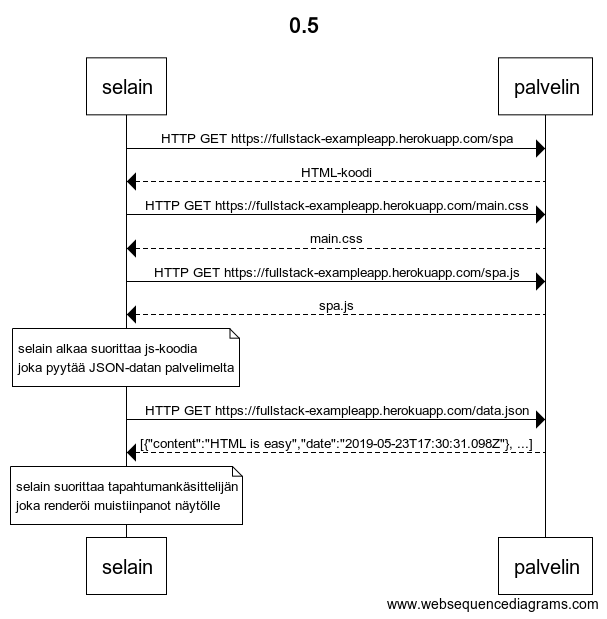 0.5
selain palvelin
HTTP GET https://fullstack-exampleapp.herokuapp.com/spa
HTML-koodi
HTTP GET https://fullstack-exampleapp.herokuapp.com/main.css
main.css
HTTP GET https://fullstack-exampleapp.herokuapp.com/spa.js
spa.js
selain alkaa suorittaa js-koodia
joka pyytää JSON-datan palvelimelta
HTTP GET https://fullstack-exampleapp.herokuapp.com/data.json
[{"content":"HTML is easy","date":"2019-05-23T17:30:31.098Z"}, ...]
selain suorittaa tapahtumankäsittelijän
joka renderöi muistiinpanot näytölle
selain palvelin
www.websequencediagrams.com